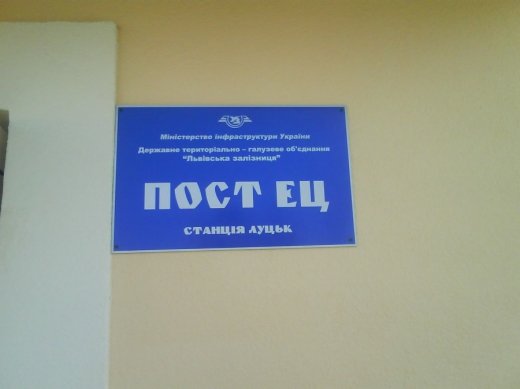 Міністерство інфраструктури України
Державне територіально – галузеве об'єднання
"Львівська залізниця"
ПОСТ ЕЦ
СТАНЦІЯ ЛУЦЬК